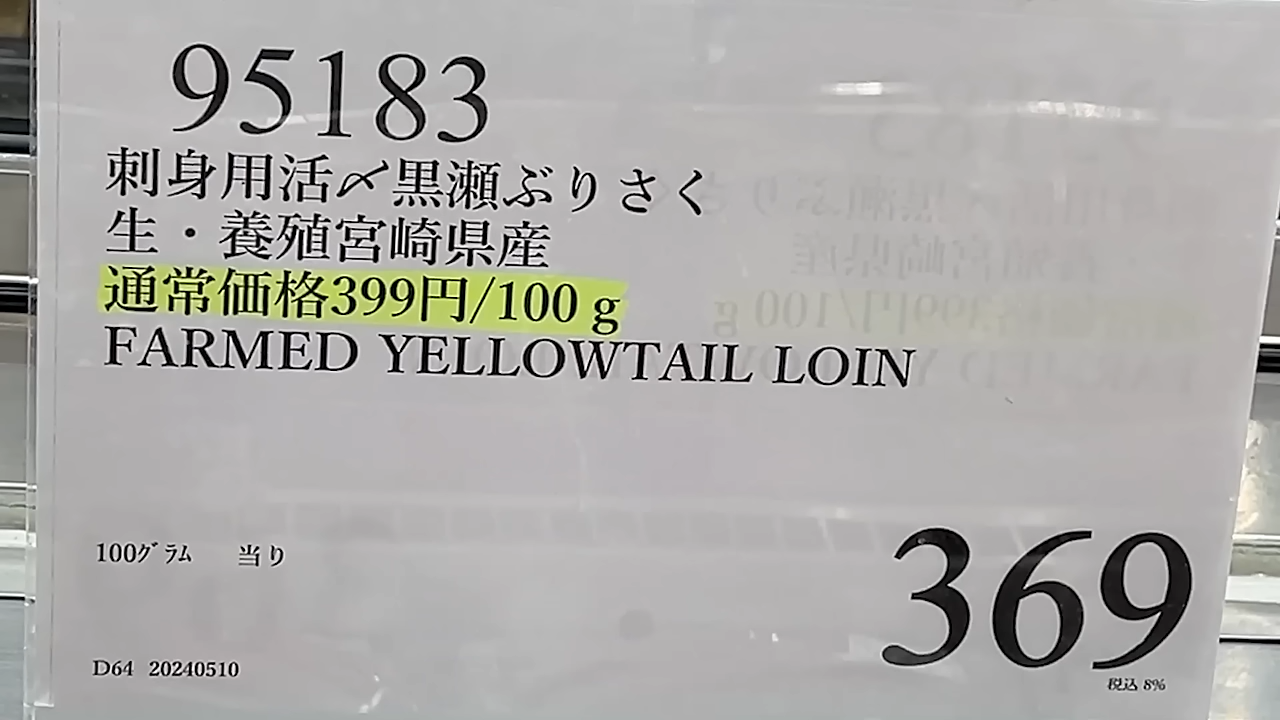 95183
刺身用活〆黒瀬ぶりさく
生・養殖宮崎県産
通常価格399円/100 g
FARMED YELLOWTAIL LOIN
100ｸﾞﾗﾑ 当り
369
税込 8%
D64 20240510